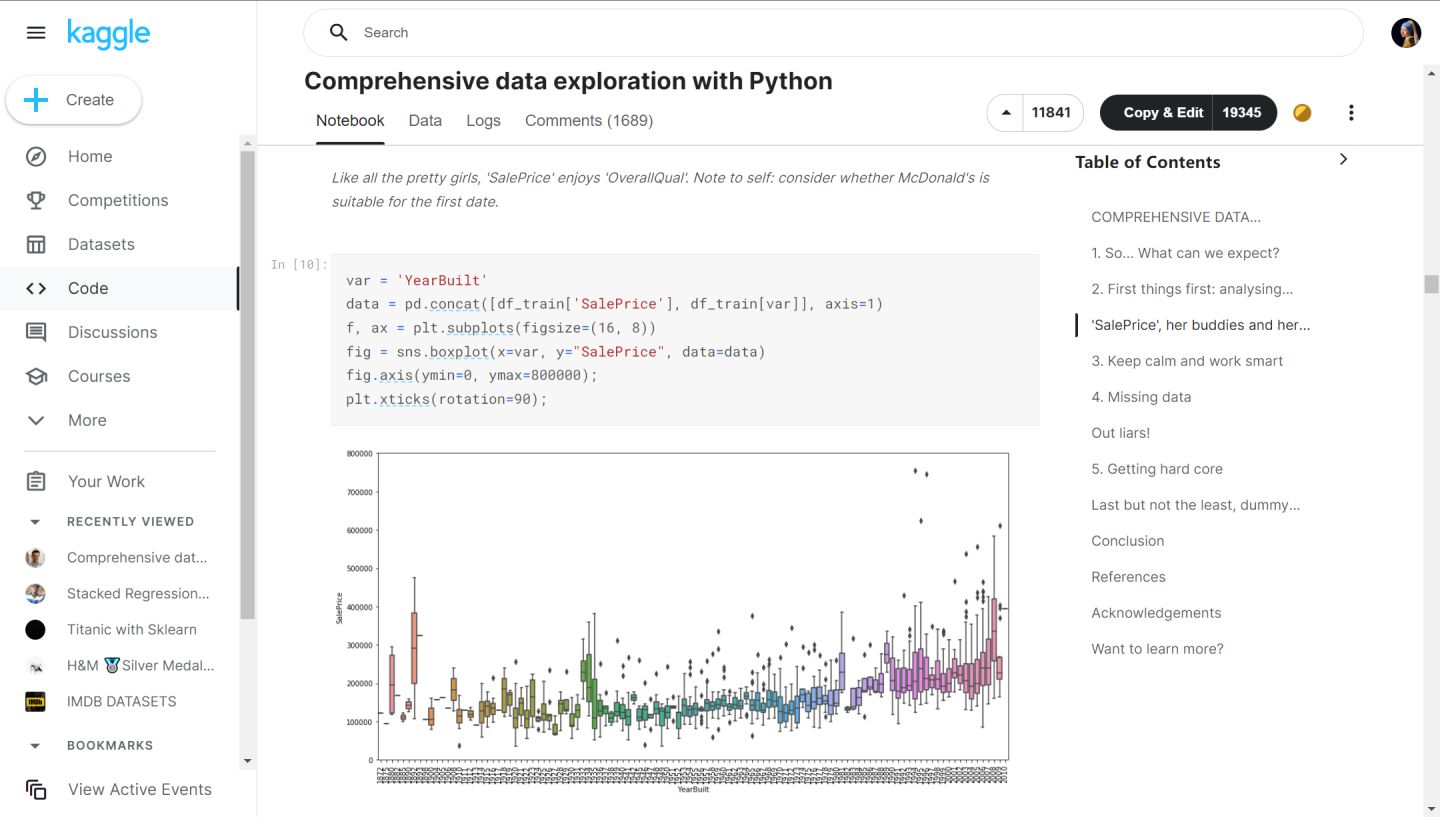 kaggle
Search
Create
Home
Competitions
Datasets
Code
Discussions
Courses
More
Your Work
RECENTLY VIEWED
Comprehensive dat...
Stacked Regression...
Titanic with Sklearn
H&M 🥈Silver Medal...
IMDB DATASETS
BOOKMARKS
View Active Events
Comprehensive data exploration with Python
Notebook Data Logs Comments (1689)
11841
Copy & Edit 19345
Like all the pretty girls, 'SalePrice' enjoys 'OverallQual'. Note to self: consider whether McDonald's is
suitable for the first date.
In [10]:
var = 'YearBuilt'
data = pd.concat([df_train['SalePrice'], df_train[var]], axis=1)
f, ax = plt.subplots(figsize=(16, 8))
fig = sns.boxplot(x=var, y="SalePrice", data=data)
fig.axis(ymin=0, ymax=800000);
plt.xticks(rotation=90);
800000
700000
600000
500000
400000
300000
200000
100000
0
SalePrice
YearBuilt
Table of Contents
COMPREHENSIVE DATA...
1. So... What can we expect?
2. First things first: analysing...
'SalePrice', her buddies and her...
3. Keep calm and work smart
4. Missing data
Out liars!
5. Getting hard core
Last but not the least, dummy...
Conclusion
References
Acknowledgements
Want to learn more?